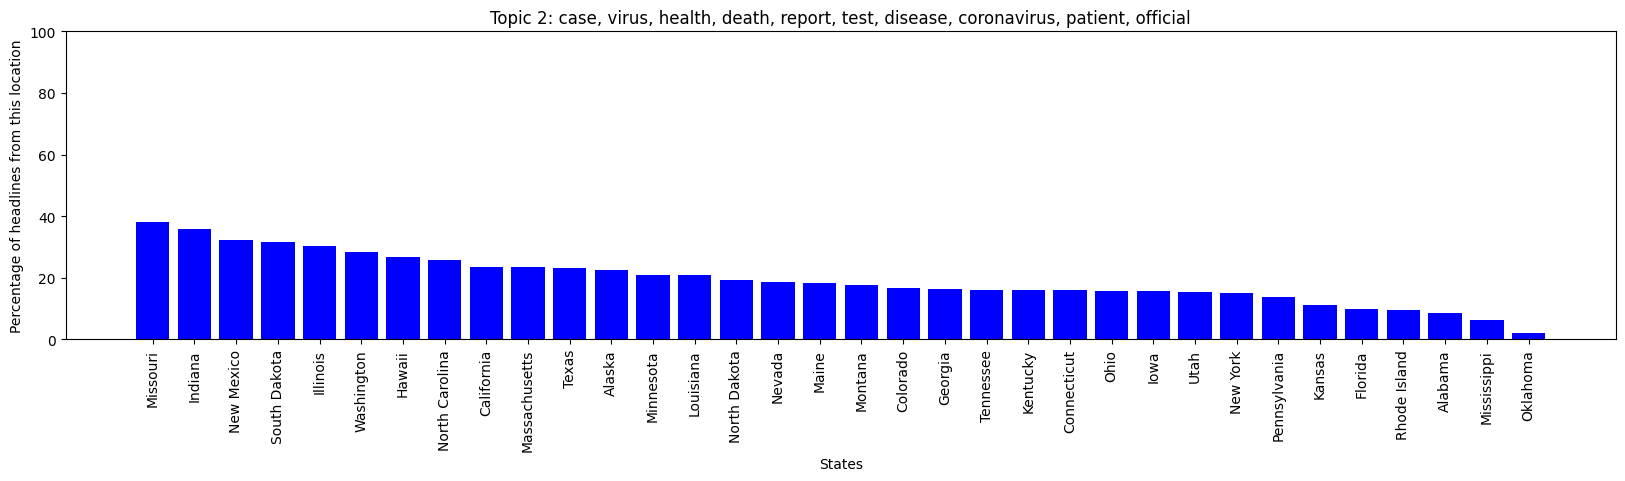 Topic 2: case, virus, health, death, report, test, disease, coronavirus, patient, official
Percentage of headlines from this location
100
80
60
40
20
0
Missouri
Indiana
New Mexico
South Dakota
Illinois
Washington
Hawaii
North Carolina
California
Massachusetts
Texas
Alaska
Minnesota
Louisiana
North Dakota
Nevada
Maine
Montana
Colorado
Georgia
Tennessee
Kentucky
Connecticut
Ohio
Iowa
Utah
New York
Pennsylvania
Kansas
Florida
Rhode Island
Alabama
Mississippi
Oklahoma
States